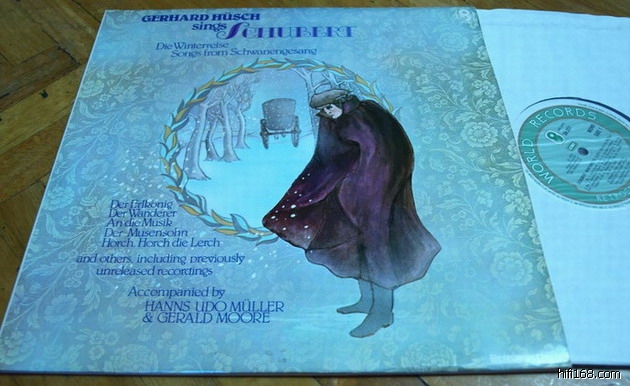 GERHARD HÜSCH
sings
SCHUBERT
Die Winterreise
Songs from Schwanengesang
Der Erlkönig
Der Wanderer
An die Musik
Der Musensohn
Horch, Horch die Lerch
and others, including previously
unreleased recordings
Accompanied by
HANNS UDO MÜLLER
& GERALD MOORE
WORLD RECORDS
hifi168.com